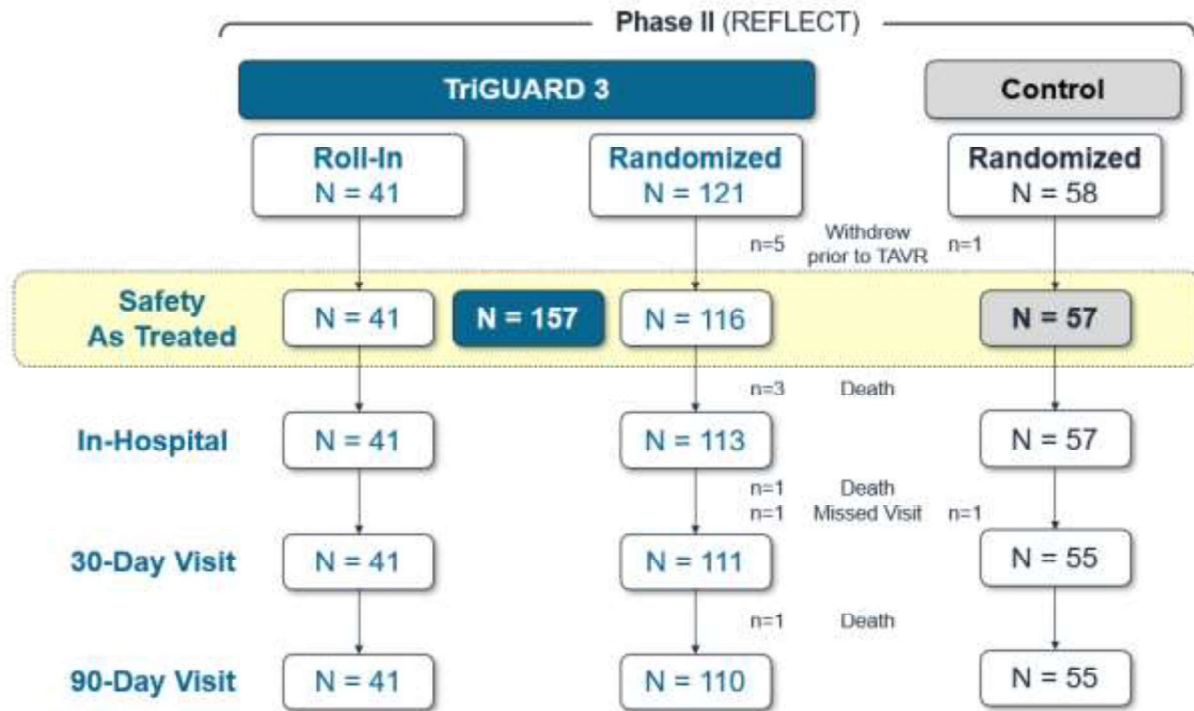 Phase II (REFLECT)
TriGUARD 3
Control
Roll-In
N = 41
Randomized
N = 121
Randomized
N = 58
n=5
Withdrew
prior to TAVR
n=1
Safety
As Treated
N = 41
N = 157
N = 116
N = 57
n=3
Death
In-Hospital
N = 41
N = 113
N = 57
n=1
Death
n=1
Missed Visit
n=1
30-Day Visit
N = 41
N = 111
N = 55
n=1
Death
90-Day Visit
N = 41
N = 110
N = 55